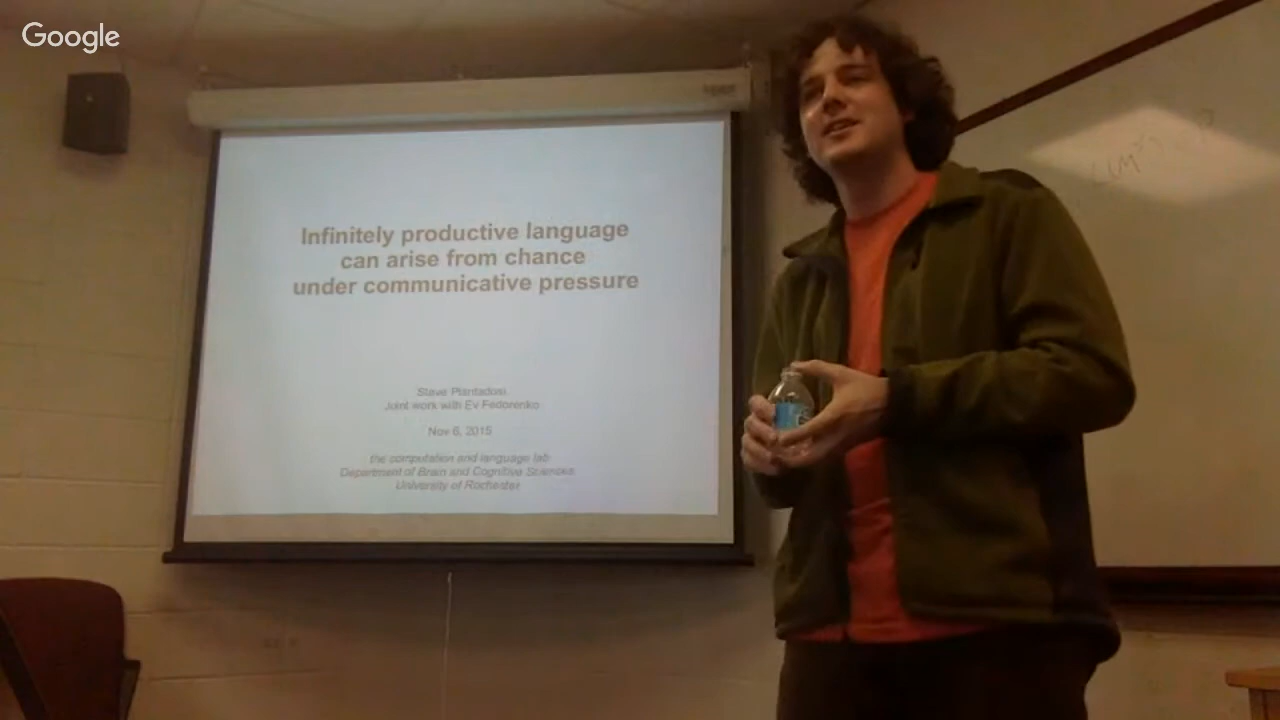 Google
Infinitely productive language
can arise from chance
under communicative pressure
Steve Piantadosi
Joint work with Ev Fedorenko
Nov 6, 2015
the computation and language lab
Department of Brain and Cognitive Sciences
University of Rochester